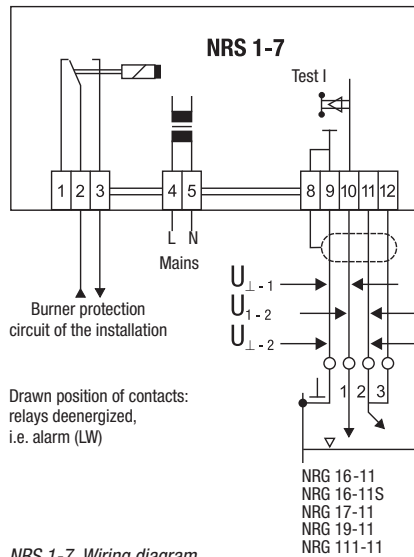 NRS 1-7
Test I
1 2 3 4 5 8 9 10 11 12
L N
Mains
Burner protection
circuit of the installation
U⊥ - 1
U1 - 2
U⊥ - 2
Drawn position of contacts:
relays deenergized,
i.e. alarm (LW)
1 2 3
NRG 16-11
NRG 16-11S
NRG 17-11
NRG 19-11
NRG 111-11
NRS 1-7 Wiring diagram